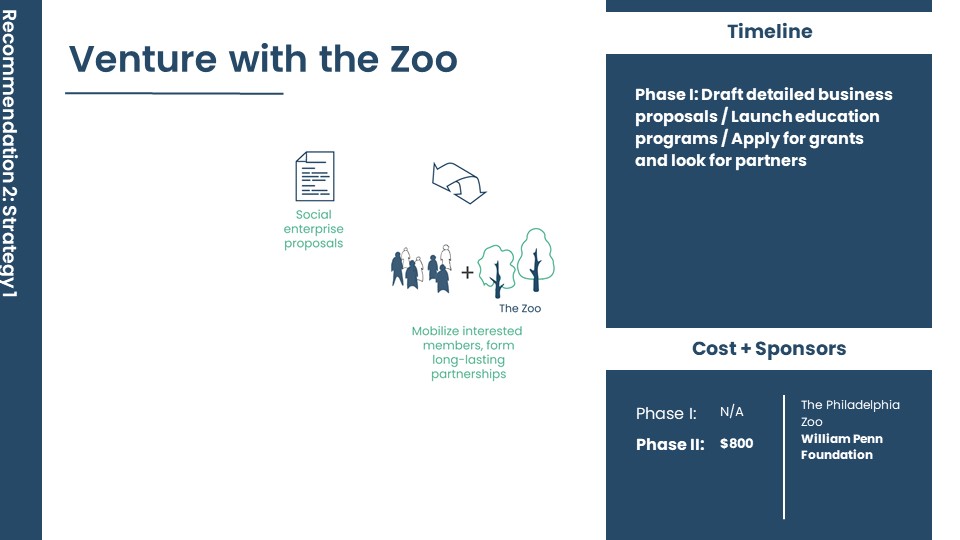 Recommendation 2: Strategy 1
Venture with the Zoo
Social
enterprise
proposals
+
The Zoo
Mobilize interested
members, form
long-lasting
partnerships
Timeline
Phase I: Draft detailed business
proposals / Launch education
programs / Apply for grants
and look for partners
Cost + Sponsors
Phase I: N/A
Phase II: $800
The Philadelphia
Zoo
William Penn
Foundation